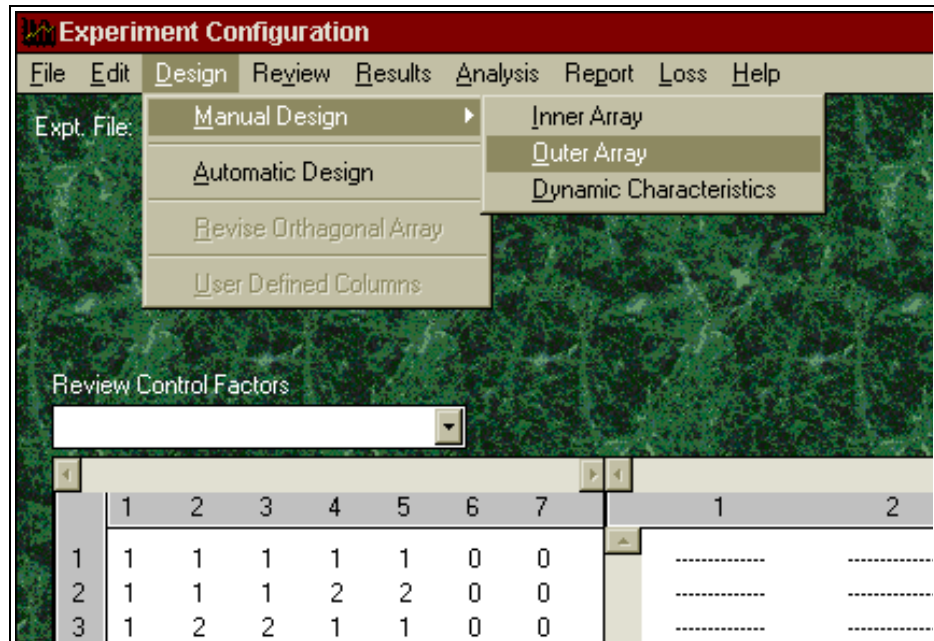 Experiment Configuration
File Edit Design Review Results Analysis Report Loss Help
Expt. File:
Manual Design
Inner Array
Outer Array
Dynamic Characteristics
Automatic Design
Revise Orthagonal Array
User Defined Columns
Review Control Factors
1 2 3 4 5 6 7 1 2
1 1 1 1 1 1 0 0 ------------- -------------
2 1 1 1 2 2 0 0 ------------- -------------
3 1 2 2 1 1 0 0 ------------- -------------